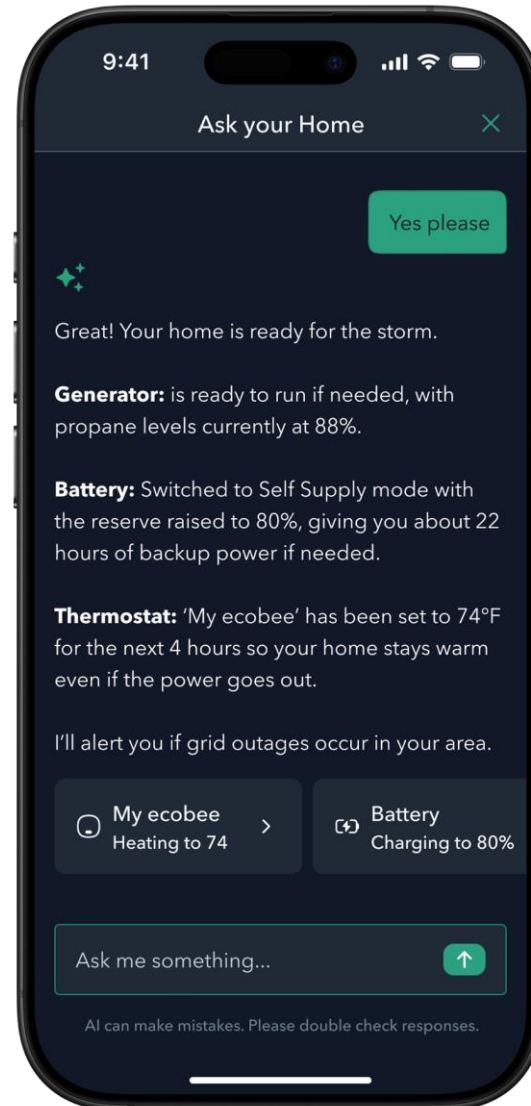 9:41
Ask your Home
Yes please
Great! Your home is ready for the storm.
Generator: is ready to run if needed, with
propane levels currently at 88%.
Battery: Switched to Self Supply mode with
the reserve raised to 80%, giving you about 22
hours of backup power if needed.
Thermostat: ‘My ecobee’ has been set to 74°F
for the next 4 hours so your home stays warm
even if the power goes out.
I’ll alert you if grid outages occur in your area.
My ecobee
Heating to 74
Battery
Charging to 80%
Ask me something...
AI can make mistakes. Please double check responses.